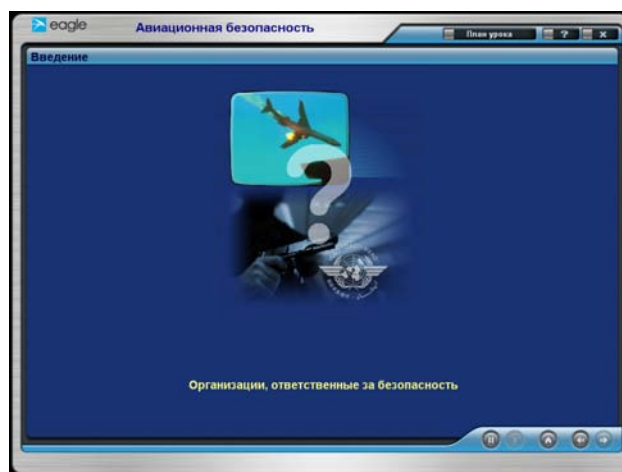 eagle
Авиационная безопасность
План урока
?
X
Введение
?
Организации, ответственные за безопасность